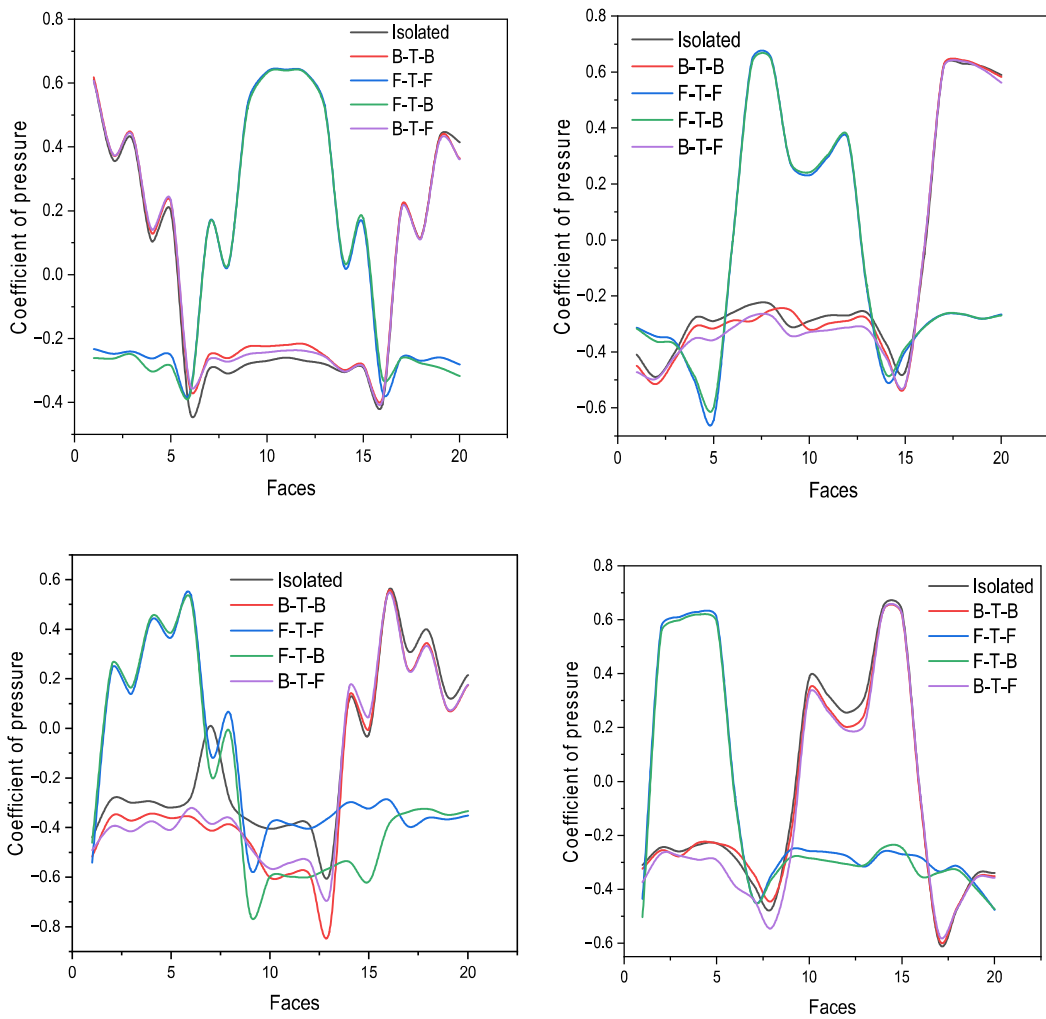 0.8
0.6
0.4
0.2
0.0
−0.2
−0.4
Coefficient of pressure
Isolated
B-T-B
F-T-F
F-T-B
B-T-F
0
5
10
15
20
Faces
0.8
0.6
0.4
0.2
0.0
−0.2
−0.4
−0.6
Coefficient of pressure
Isolated
B-T-B
F-T-F
F-T-B
B-T-F
0
5
10
15
20
Faces
0.6
0.4
0.2
0.0
−0.2
−0.4
−0.6
−0.8
Coefficient of pressure
Isolated
B-T-B
F-T-F
F-T-B
B-T-F
0
5
10
15
20
Faces
0.8
0.6
0.4
0.2
0.0
−0.2
−0.4
−0.6
Coefficient of pressure
Isolated
B-T-B
F-T-F
F-T-B
B-T-F
0
5
10
15
20
Faces